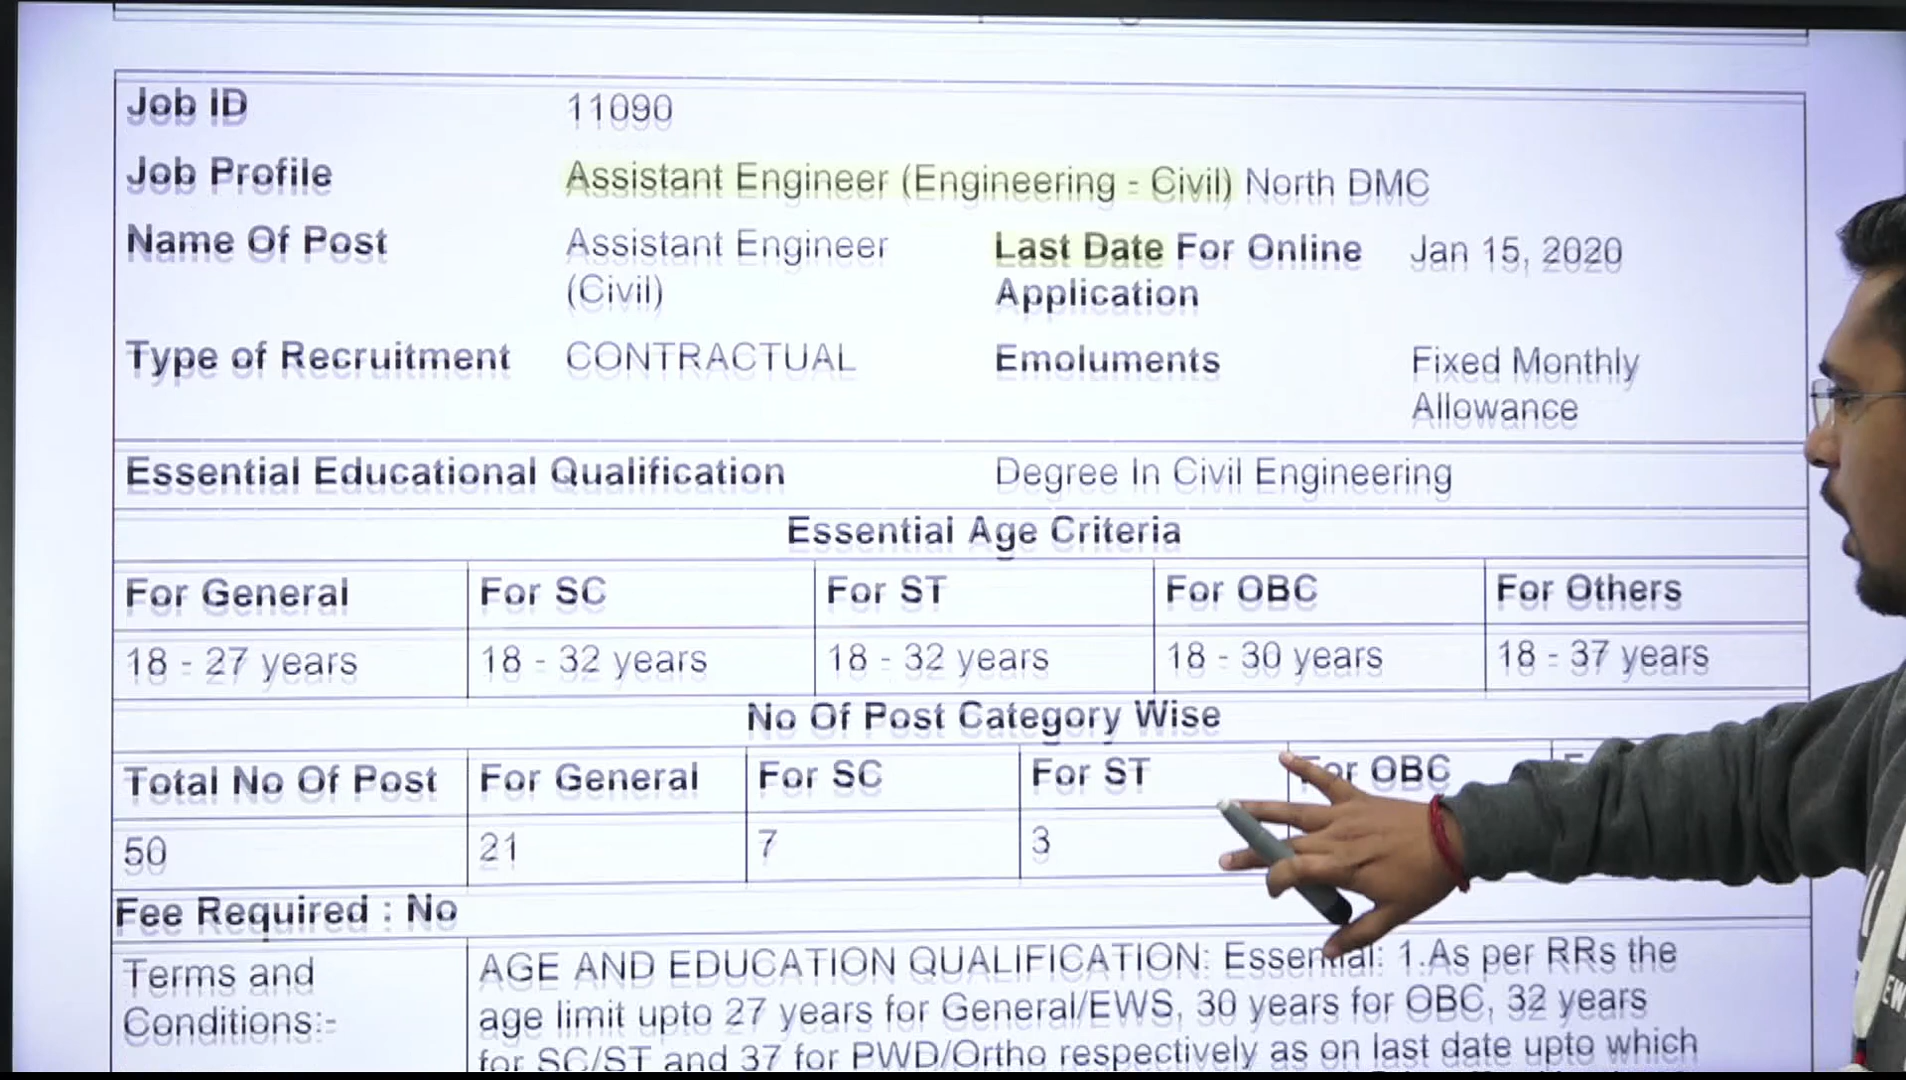 Job ID 11090
Job Profile Assistant Engineer (Engineering - Civil) North DMC
Name Of Post Assistant Engineer Last Date For Online Jan 15, 2020
(Civil) Application
Type of Recruitment CONTRACTUAL Emoluments Fixed Monthly
Allowance
Essential Educational Qualification Degree In Civil Engineering
Essential Age Criteria
For General For SC For ST For OBC For Others
18 - 27 years 18 - 32 years 18 - 32 years 18 - 30 years 18 - 37 years
No Of Post Category Wise
Total No Of Post For General For SC For ST For OBC
50 21 7 3
Fee Required : No
Terms and AGE AND EDUCATION QUALIFICATION: Essential: 1.As per RRs the
Conditions:- age limit upto 27 years for General/EWS, 30 years for OBC, 32 years
for SC/ST and 37 for PWD/Ortho respectively as on last date upto which